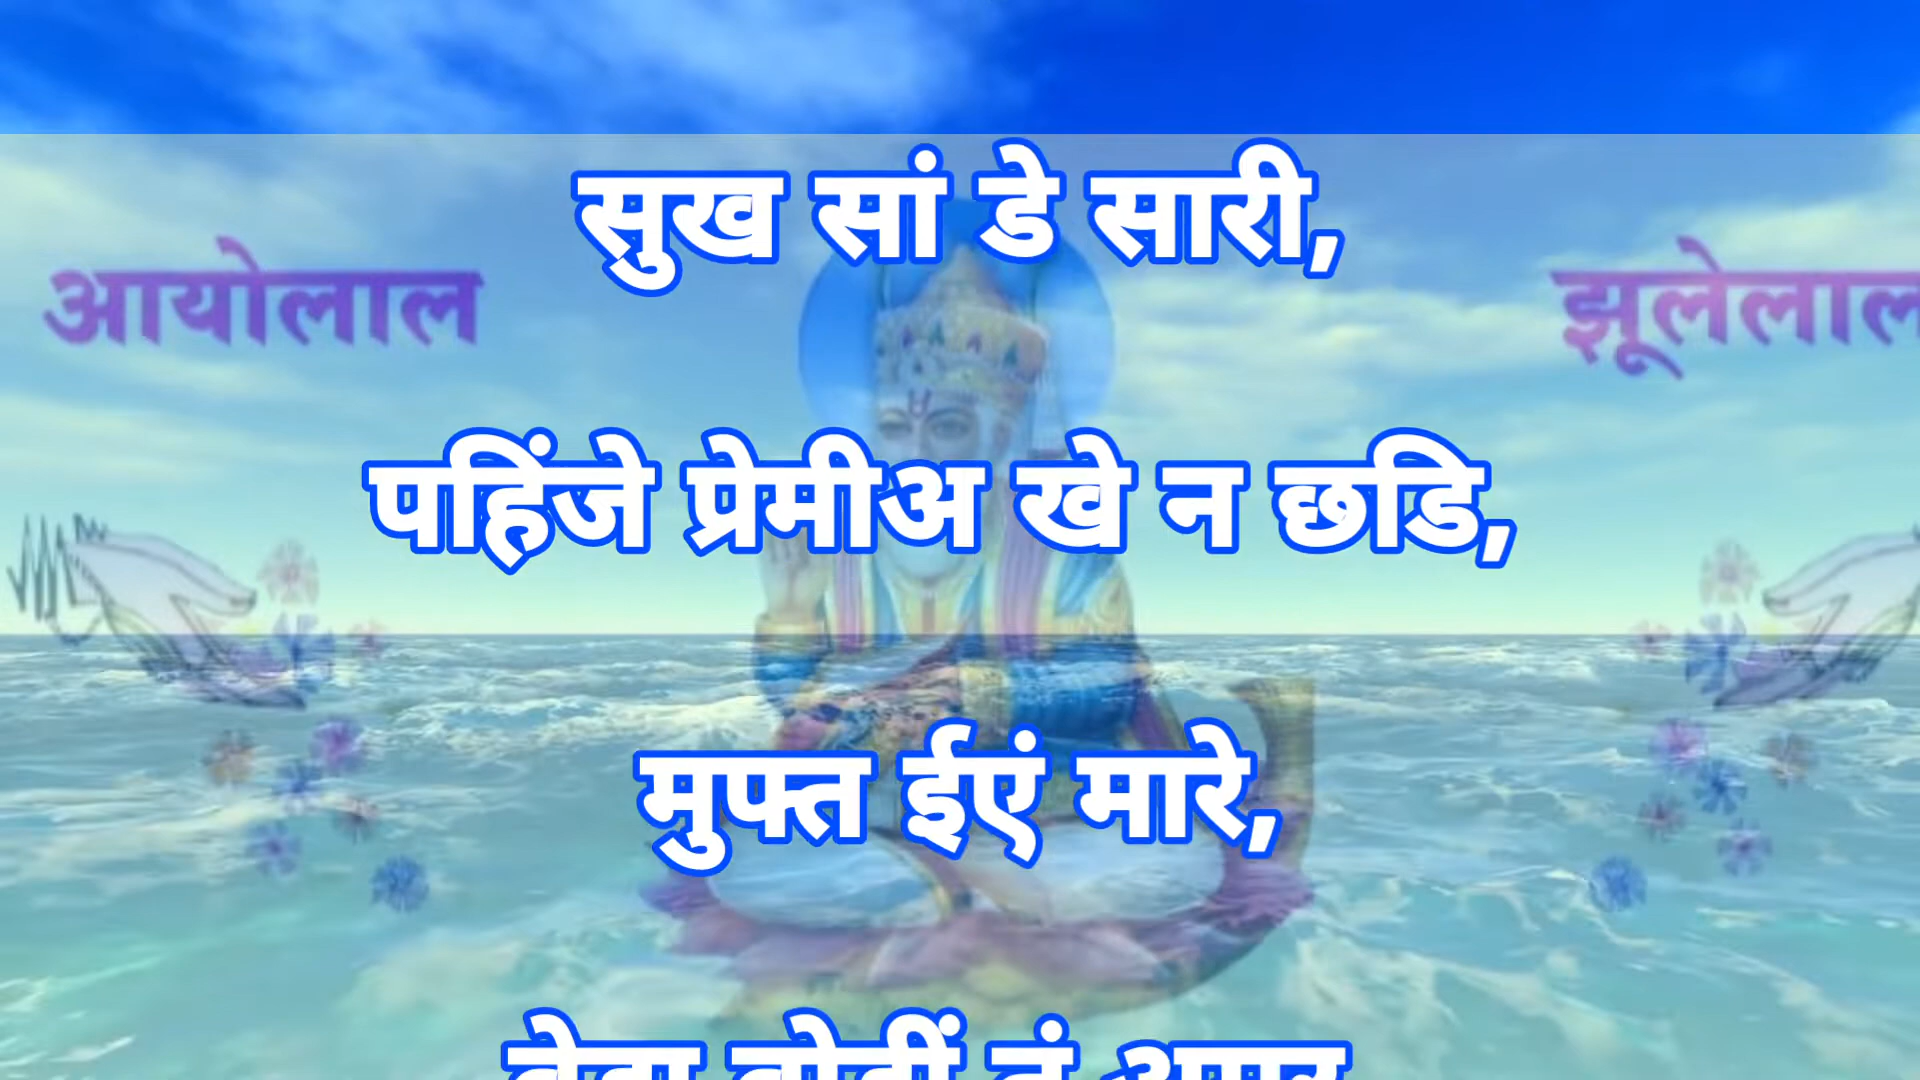 सुख सां डे सारी,
आयोलाल
झूलेलाल
पहिंजे प्रेमीअ खे न छडि,
मुफ्त ईएं मारे,